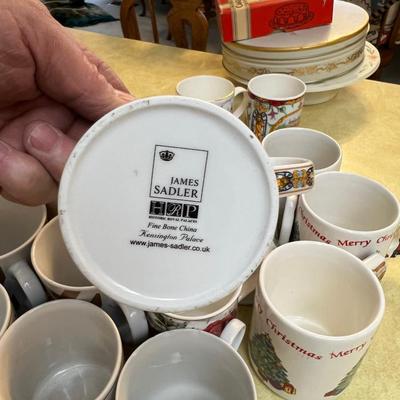 JAMES
SADLER
HRP
HISTORIC ROYAL PALACES
Fine Bone China
Kensington Palace
www.james-sadler.co.uk
Christmas Merry
Christmas Merry